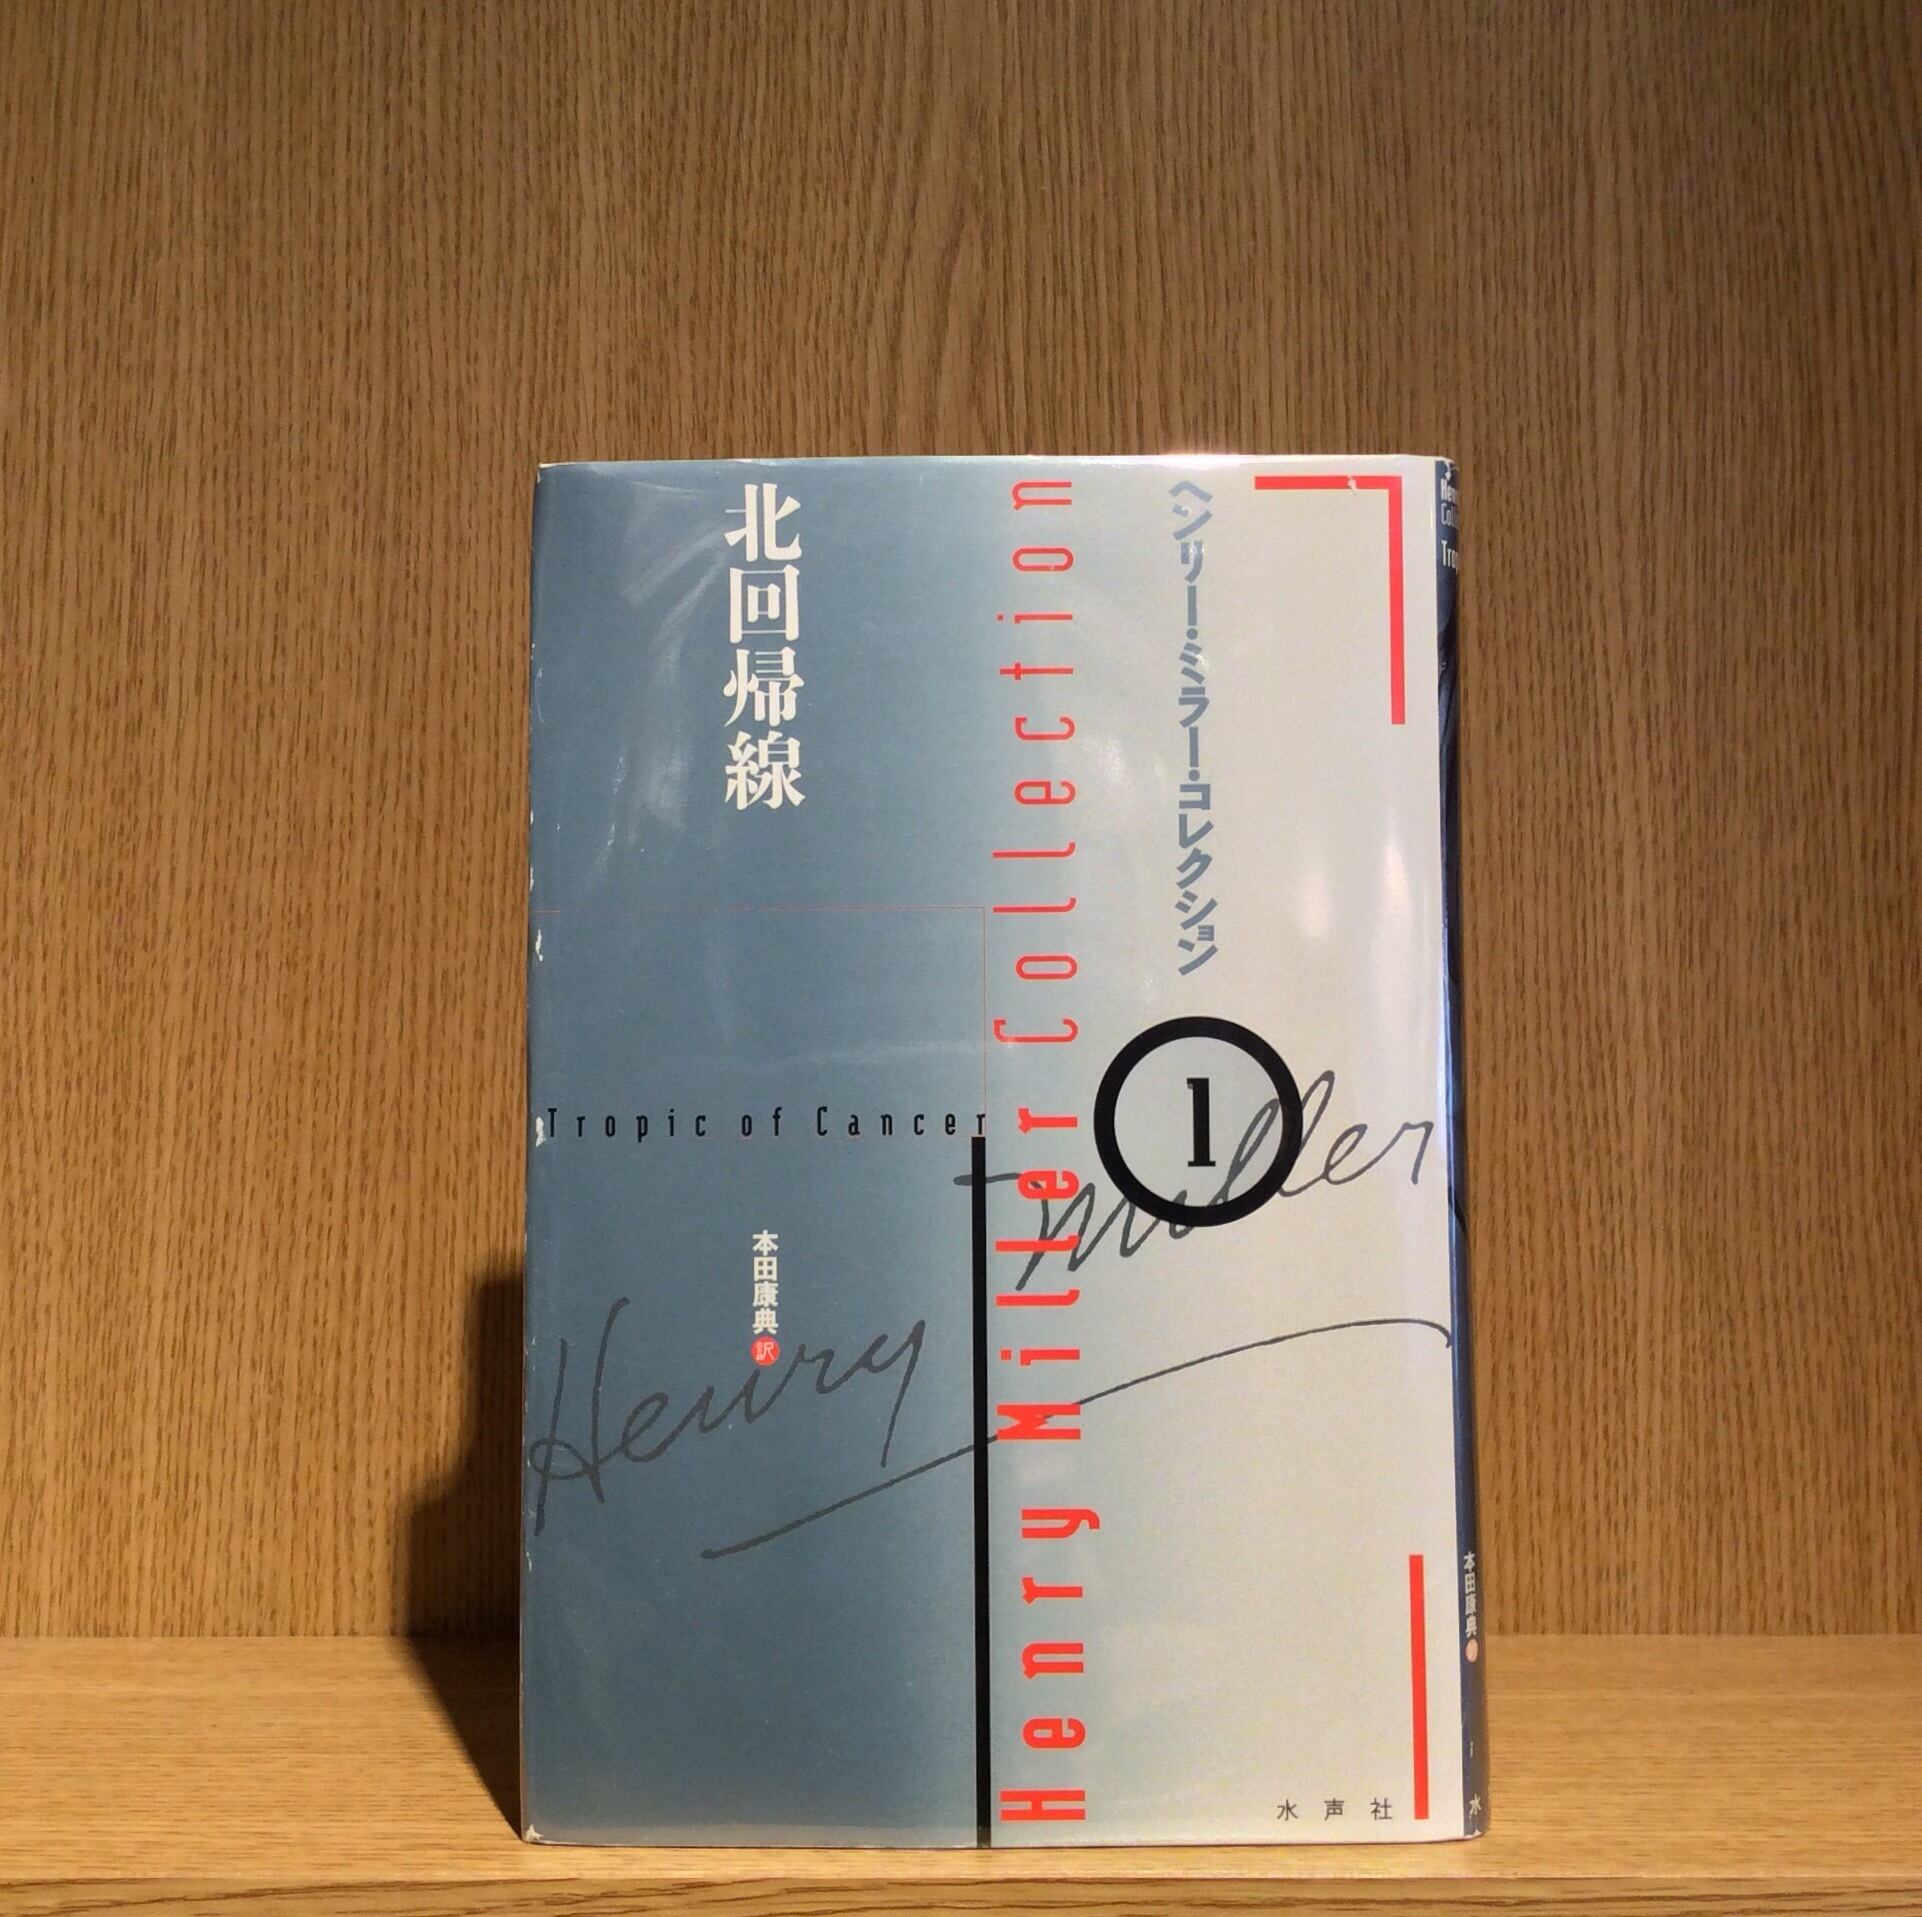 ヘンリー・ミラー・コレクション
1
Henry Miller Collection
北回帰線
Tropic of Cancer
本田康典 訳
Henry Miller
水声社
本田康典 訳
水